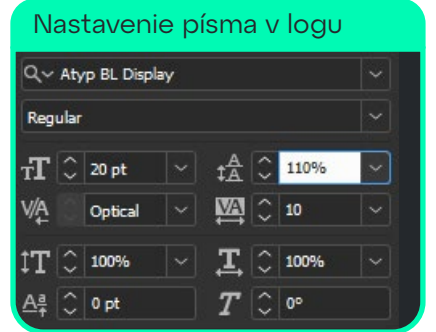 Nastavenie písma v logu
Atyp BL Display
Regular
20 pt 110%
Optical 10
100% 100%
0 pt 0°